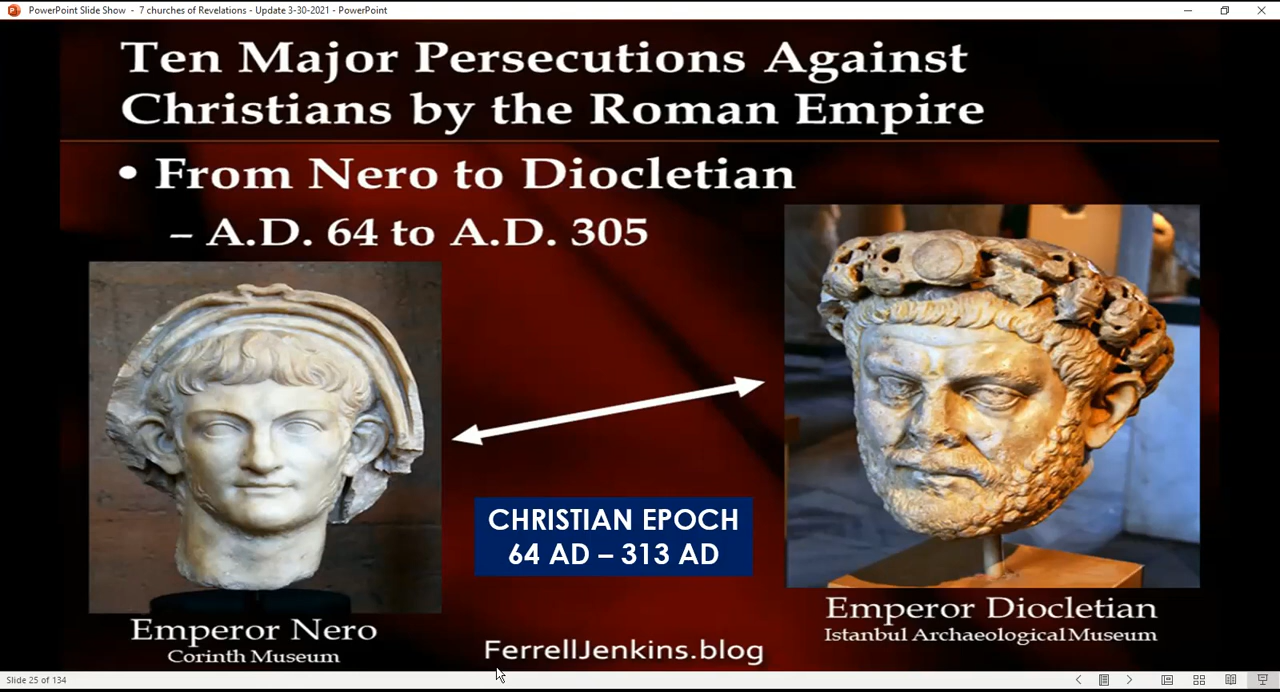 PowerPoint Slide Show - 7 churches of Revelations - Update 3-30-2021 - PowerPoint
Ten Major Persecutions Against
Christians by the Roman Empire
• From Nero to Diocletian
– A.D. 64 to A.D. 305
CHRISTIAN EPOCH
64 AD – 313 AD
Emperor Nero
Corinth Museum
Emperor Diocletian
Istanbul Archaeological Museum
FerrellJenkins.blog
Slide 25 of 134